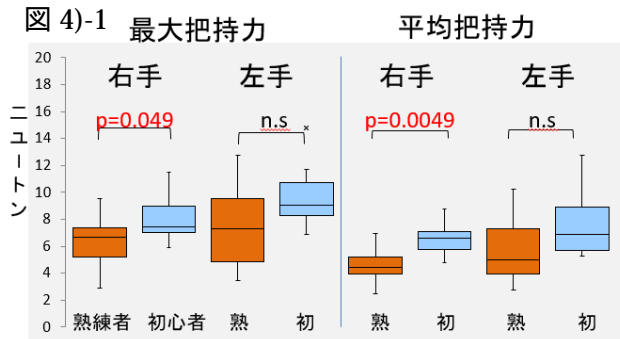 図 4)-1
最大把持力 平均把持力
右手 左手 右手 左手
p=0.049 n.s p=0.0049 n.s
ニュートン
20
18
16
14
12
10
8
6
4
2
0
熟練者 初心者 熟 初 熟 初 熟 初